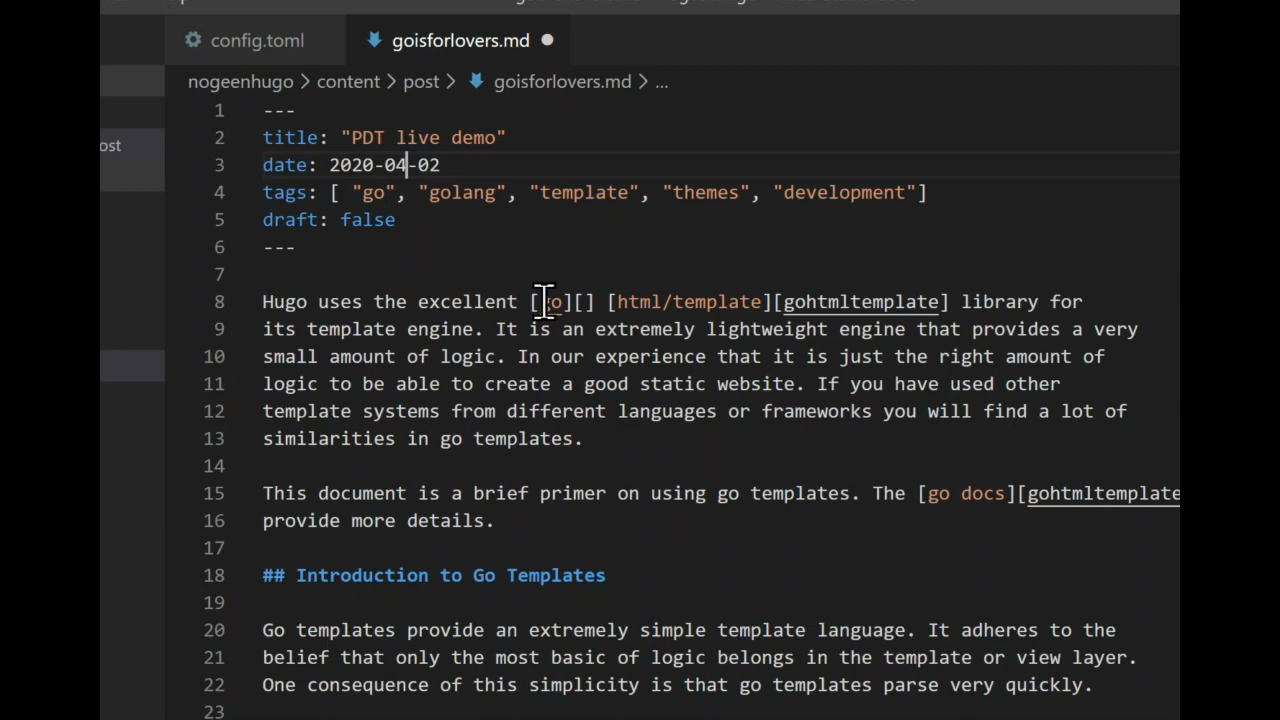 config.toml
goisforlovers.md
nogeenhugo > content > post > goisforlovers.md > ...
ost
1 ---
2 title: "PDT live demo"
3 date: 2020-04-02
4 tags: [ "go", "golang", "template", "themes", "development"]
5 draft: false
6 ---
7
8 Hugo uses the excellent [go][] [html/template][gohtmltemplate] library for
9 its template engine. It is an extremely lightweight engine that provides a very
10 small amount of logic. In our experience that it is just the right amount of
11 logic to be able to create a good static website. If you have used other
12 template systems from different languages or frameworks you will find a lot of
13 similarities in go templates.
14
15 This document is a brief primer on using go templates. The [go docs][gohtmltemplate
16 provide more details.
17
18 ## Introduction to Go Templates
19
20 Go templates provide an extremely simple template language. It adheres to the
21 belief that only the most basic of logic belongs in the template or view layer.
22 One consequence of this simplicity is that go templates parse very quickly.
23